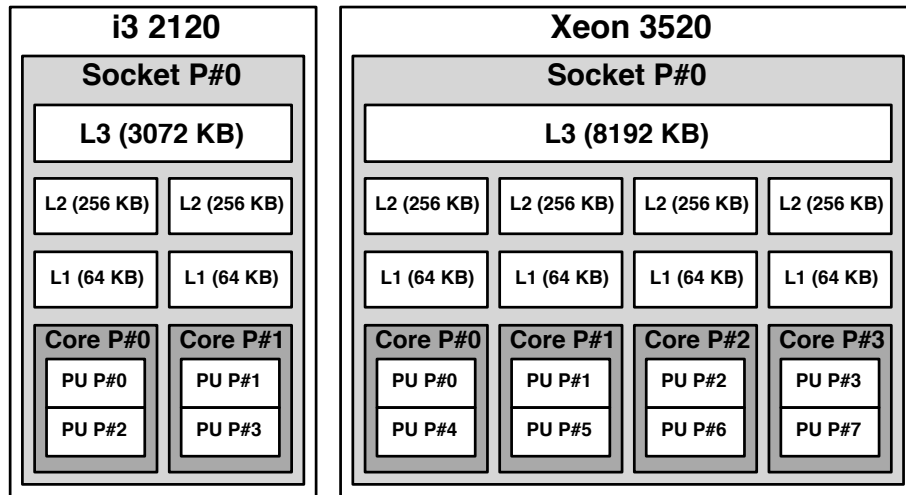 i3 2120
Socket P#0
L3 (3072 KB)
L2 (256 KB) L2 (256 KB)
L1 (64 KB) L1 (64 KB)
Core P#0 Core P#1
PU P#0 PU P#1
PU P#2 PU P#3
Xeon 3520
Socket P#0
L3 (8192 KB)
L2 (256 KB) L2 (256 KB) L2 (256 KB) L2 (256 KB)
L1 (64 KB) L1 (64 KB) L1 (64 KB) L1 (64 KB)
Core P#0 Core P#1 Core P#2 Core P#3
PU P#0 PU P#1 PU P#2 PU P#3
PU P#4 PU P#5 PU P#6 PU P#7